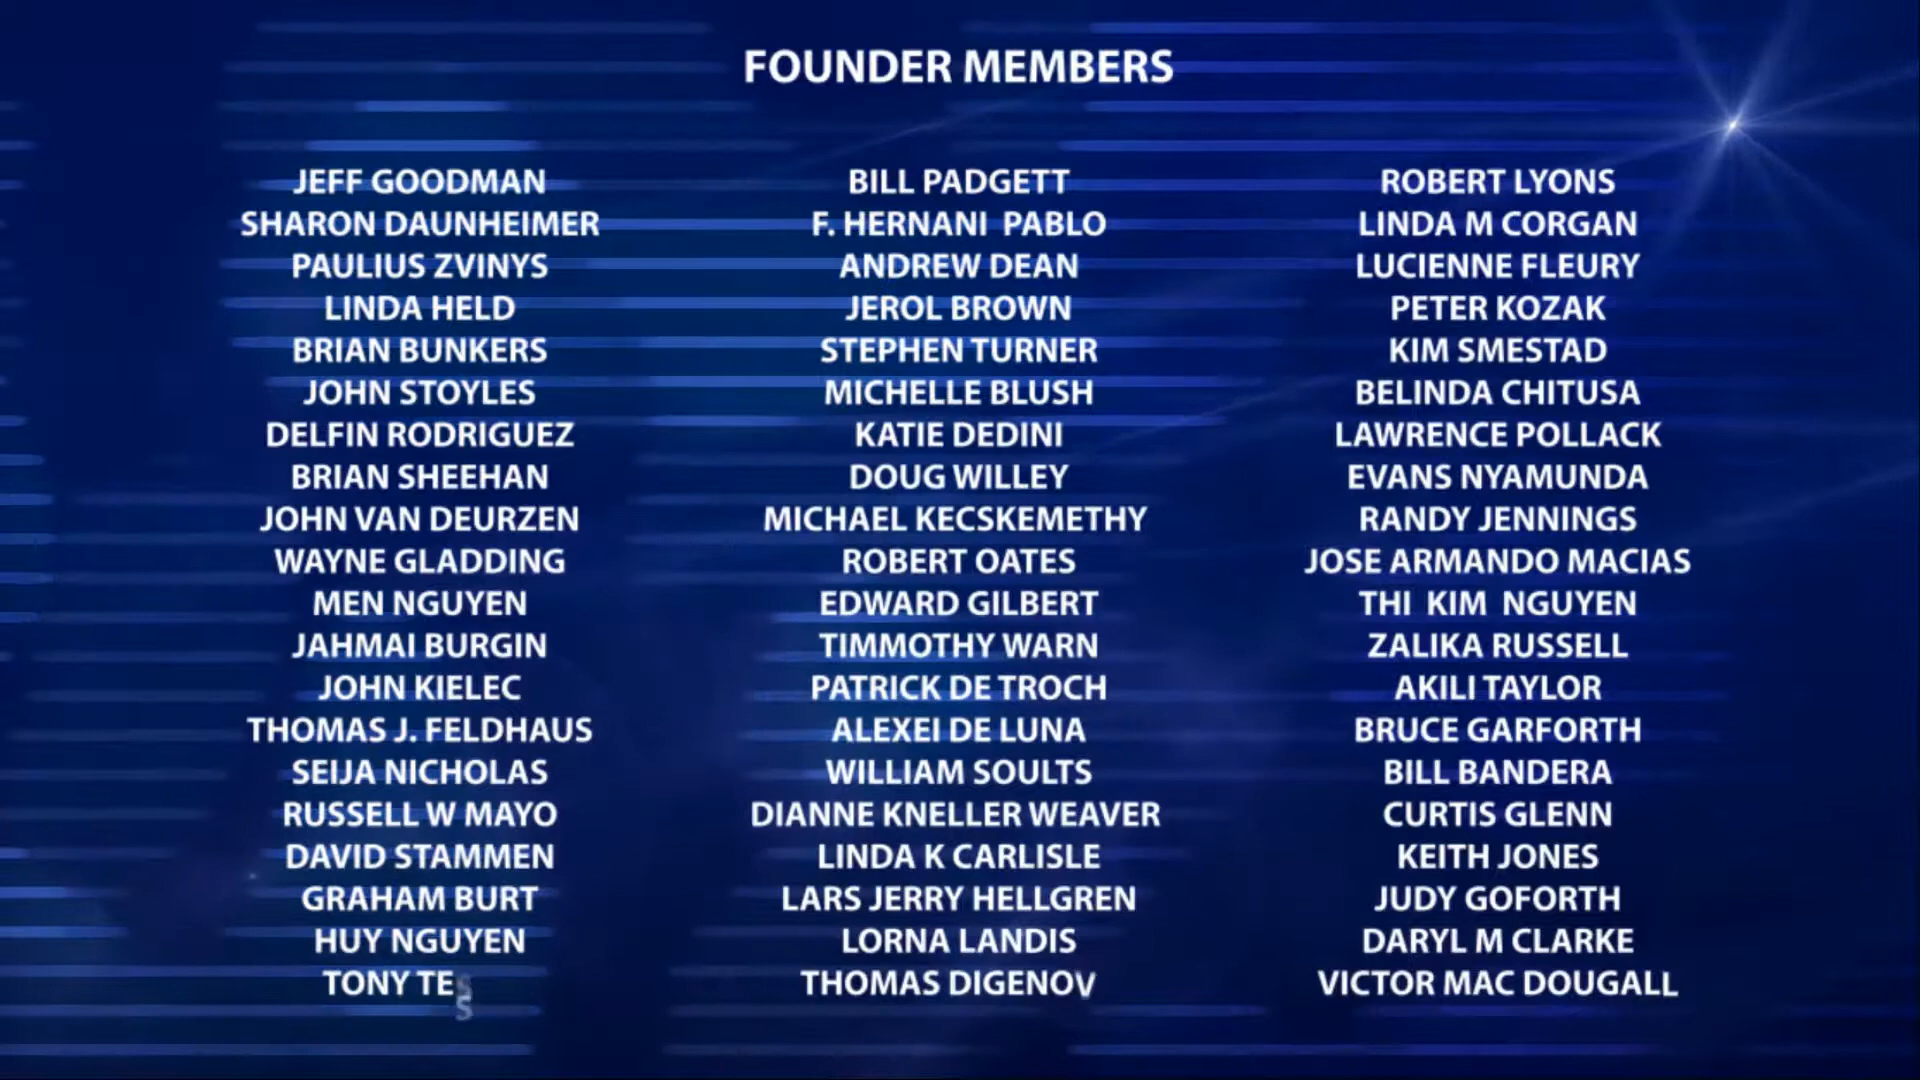 FOUNDER MEMBERS
JEFF GOODMAN
SHARON DAUNHEIMER
PAULIUS ZVINYS
LINDA HELD
BRIAN BUNKERS
JOHN STOYLES
DELFIN RODRIGUEZ
BRIAN SHEEHAN
JOHN VAN DEURZEN
WAYNE GLADDING
MEN NGUYEN
JAHMAI BURGIN
JOHN KIELEC
THOMAS J. FELDHAUS
SEIJA NICHOLAS
RUSSELL W MAYO
DAVID STAMMEN
GRAHAM BURT
HUY NGUYEN
TONY
BILL PADGETT
F. HERNANI PABLO
ANDREW DEAN
JEROL BROWN
STEPHEN TURNER
MICHELLE BLUSH
KATIE DEDINI
DOUG WILLEY
MICHAEL KECSKEMETHY
ROBERT OATES
EDWARD GILBERT
TIMMOTHY WARN
PATRICK DE TROCH
ALEXEI DE LUNA
WILLIAM SOULTS
DIANNE KNELLER WEAVER
LINDA K CARLISLE
LARS JERRY HELLGREN
LORNA LANDIS
THOMAS DIGENOV
ROBERT LYONS
LINDA M CORGAN
LUCIENNE FLEURY
PETER KOZAK
KIM SMESTAD
BELINDA CHITUSA
LAWRENCE POLLACK
EVANS NYAMUNDA
RANDY JENNINGS
JOSE ARMANDO MACIAS
THI KIM NGUYEN
ZALIKA RUSSELL
AKILI TAYLOR
BRUCE GARFORTH
BILL BANDERA
CURTIS GLENN
KEITH JONES
JUDY GOFORTH
DARYL M CLARKE
VICTOR MAC DOUGALL